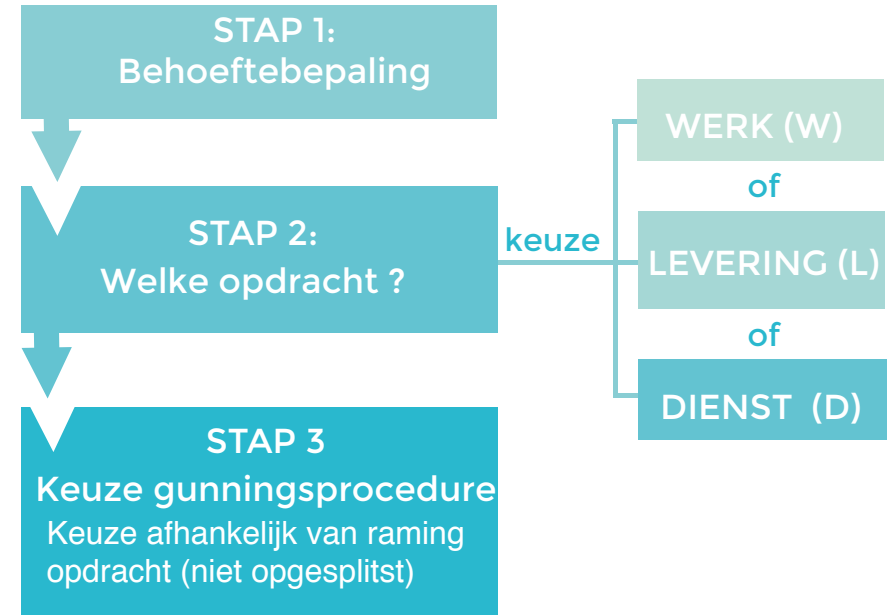 STAP 1:
Behoeftebepaling
STAP 2:
Welke opdracht ?
keuze
WERK (W)
of
LEVERING (L)
of
DIENST (D)
STAP 3
Keuze gunningsprocedure
Keuze afhankelijk van raming
opdracht (niet opgesplitst)